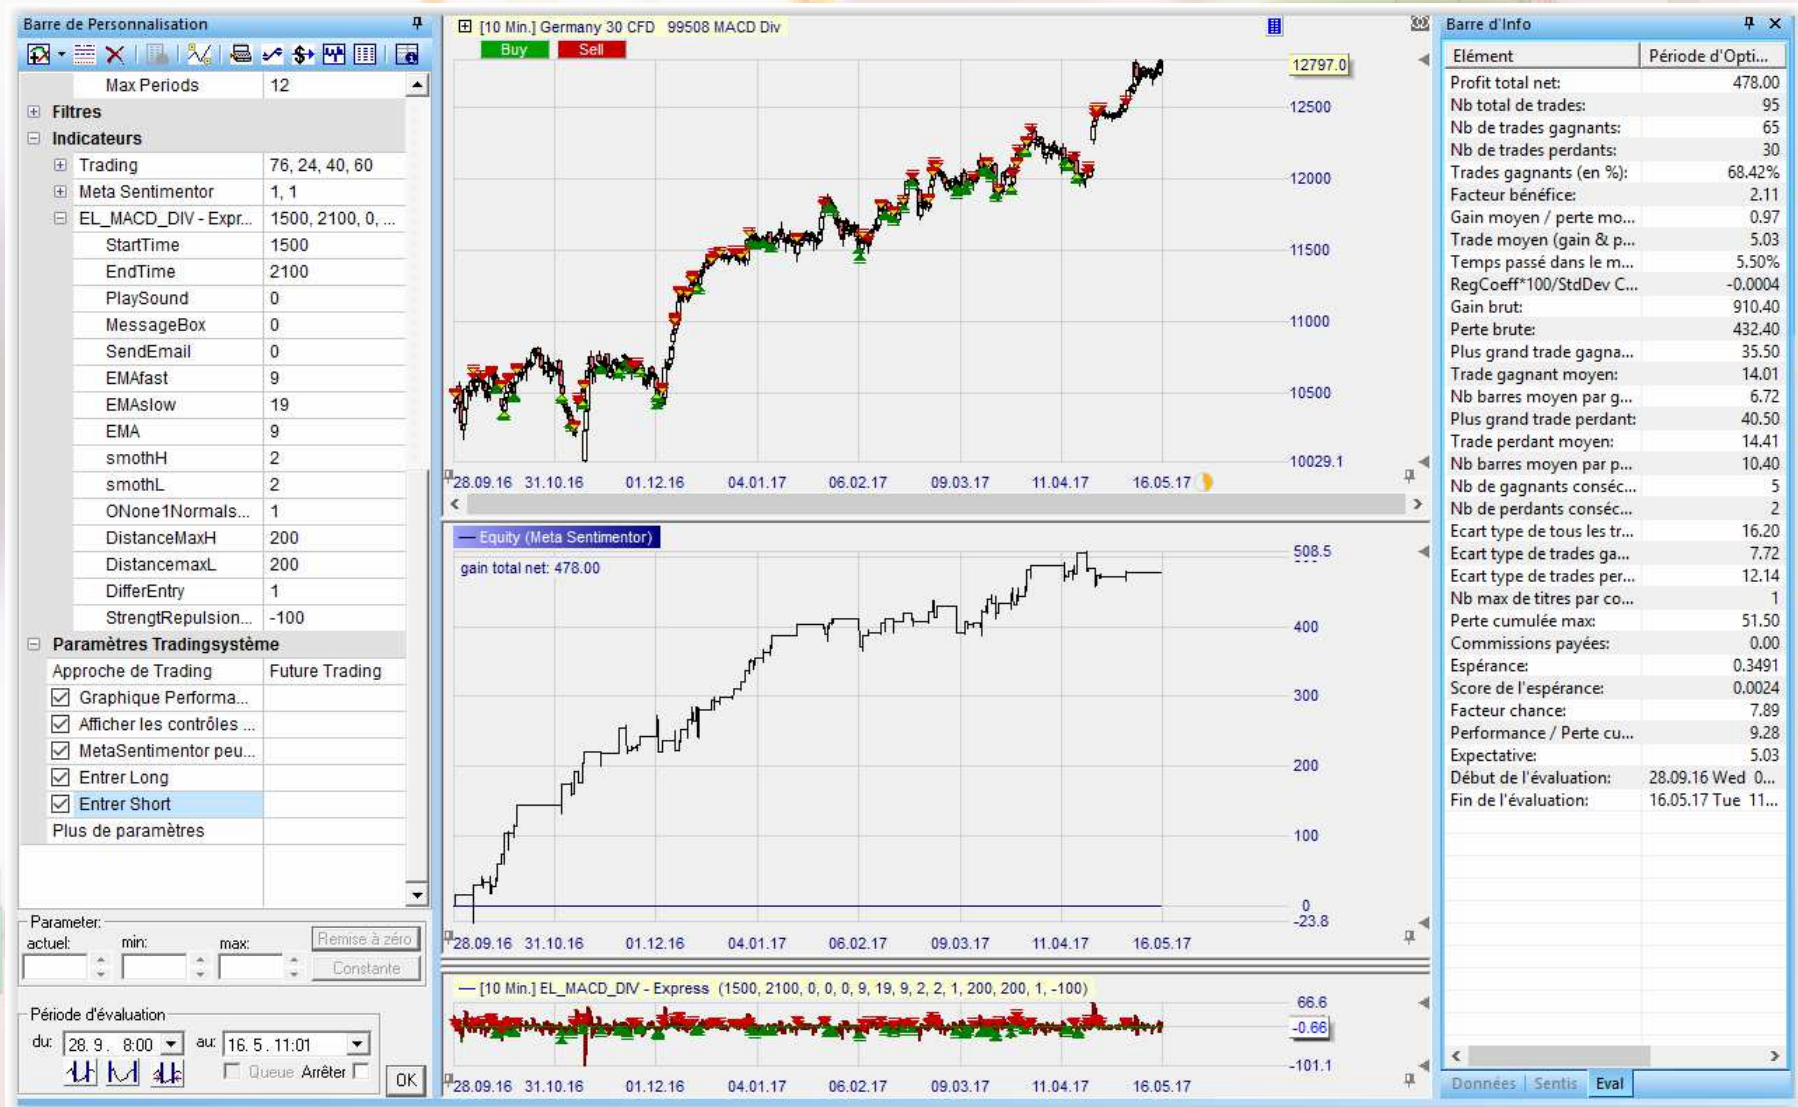 Barre de Personnalisation
Max Periods 12
Filtres
Indicateurs
Trading 76, 24, 40, 60
Meta Sentimentor 1, 1
EL_MACD_DIV - Expr... 1500, 2100, 0, ...
StartTime 1500
EndTime 2100
PlaySound 0
MessageBox 0
SendEmail 0
EMAfast 9
EMAslow 19
EMA 9
smothH 2
smothL 2
ONone1Normals... 1
DistanceMaxH 200
DistancemaxL 200
DifferEntry 1
StrengtRepulsion... -100
Paramètres Tradingsystème
Approche de Trading Future Trading
Graphique Performa...
Afficher les contrôles ...
MetaSentimentor peu...
Entrer Long
Entrer Short
Plus de paramètres
Parameter:
actuel: min: max: Remise à zéro
Constante
Période d'évaluation
du: 28. 9. 8:00 au: 16. 5. 11:01
Queue Arrêter OK
[10 Min.] Germany 30 CFD 99508 MACD Div
Buy Sell
12797.0
12500
12000
11500
11000
10500
10029.1
28.09.16 31.10.16 01.12.16 04.01.17 06.02.17 09.03.17 11.04.17 16.05.17
Equity (Meta Sentimentor)
gain total net: 478.00
508.5
400
300
200
100
0
-23.8
28.09.16 31.10.16 01.12.16 04.01.17 06.02.17 09.03.17 11.04.17 16.05.17
[10 Min.] EL_MACD_DIV - Express (1500, 2100, 0, 0, 0, 9, 19, 9, 2, 2, 1, 200, 200, 1, -100)
66.6
-0.66
-101.1
28.09.16 31.10.16 01.12.16 04.01.17 06.02.17 09.03.17 11.04.17 16.05.17
Barre d'Info
Elément Période d'Opti...
Profit total net: 478.00
Nb total de trades: 95
Nb de trades gagnants: 65
Nb de trades perdants: 30
Trades gagnants (en %): 68.42%
Facteur bénéfice: 2.11
Gain moyen / perte mo... 0.97
Trade moyen (gain & p... 5.03
Temps passé dans le m... 5.50%
RegCoeff*100/StdDev C... -0.0004
Gain brut: 910.40
Perte brute: 432.40
Plus grand trade gagna... 35.50
Trade gagnant moyen: 14.01
Nb barres moyen par g... 6.72
Plus grand trade perdant: 40.50
Trade perdant moyen: 14.41
Nb barres moyen par p... 10.40
Nb de gagnants conséc... 5
Nb de perdants conséc... 2
Ecart type de tous les tr... 16.20
Ecart type de trades ga... 7.72
Ecart type de trades per... 12.14
Nb max de titres par co... 1
Perte cumulée max: 51.50
Commissions payées: 0.00
Espérance: 0.3491
Score de l'espérance: 0.0024
Facteur chance: 7.89
Performance / Perte cu... 9.28
Expectative: 5.03
Début de l'évaluation: 28.09.16 Wed 0...
Fin de l'évaluation: 16.05.17 Tue 11...
Données Sentis Eval